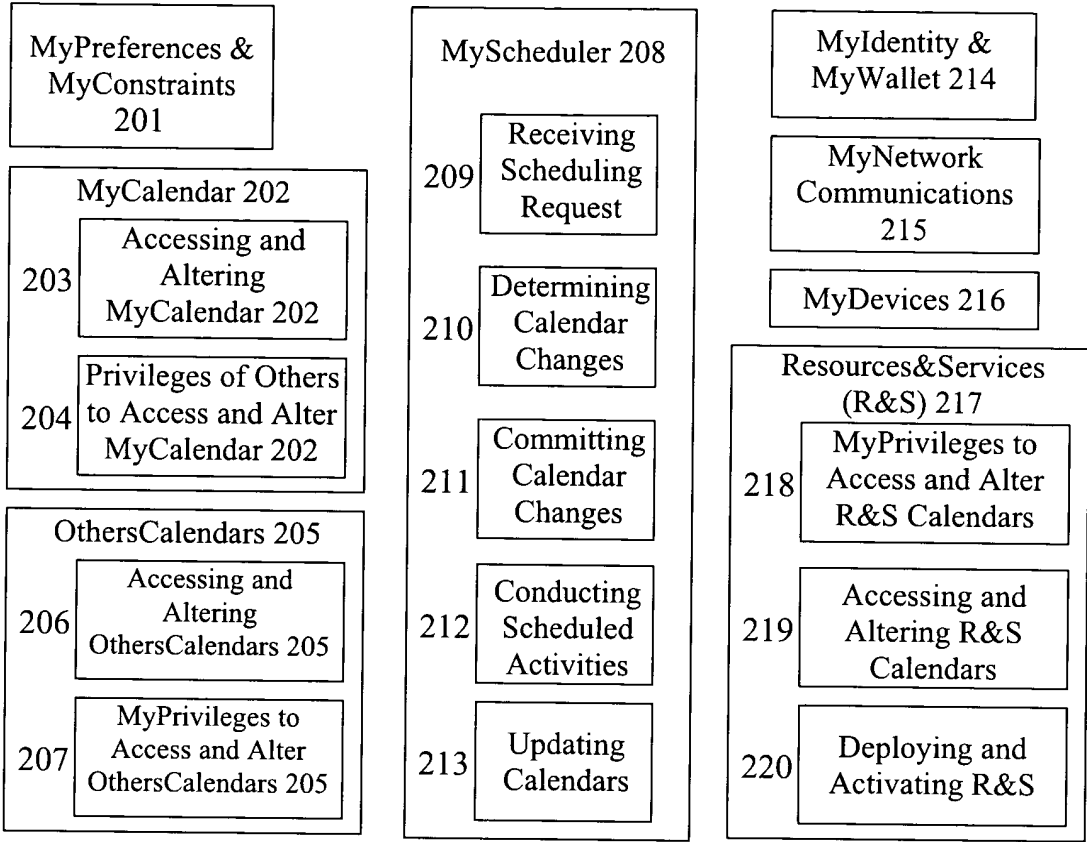 MyPreferences &
MyConstraints
201
MyCalendar 202
203
Accessing and
Altering
MyCalendar 202
204
Privileges of Others
to Access and Alter
MyCalendar 202
OthersCalendars 205
206
Accessing and
Altering
OthersCalendars 205
207
MyPrivileges to
Access and Alter
OthersCalendars 205
MyScheduler 208
209
Receiving
Scheduling
Request
210
Determining
Calendar
Changes
211
Committing
Calendar
Changes
212
Conducting
Scheduled
Activities
213
Updating
Calendars
MyIdentity &
MyWallet 214
MyNetwork
Communications
215
MyDevices 216
Resources&Services
(R&S) 217
218
MyPrivileges to
Access and Alter
R&S Calendars
219
Accessing and
Altering R&S
Calendars
220
Deploying and
Activating R&S